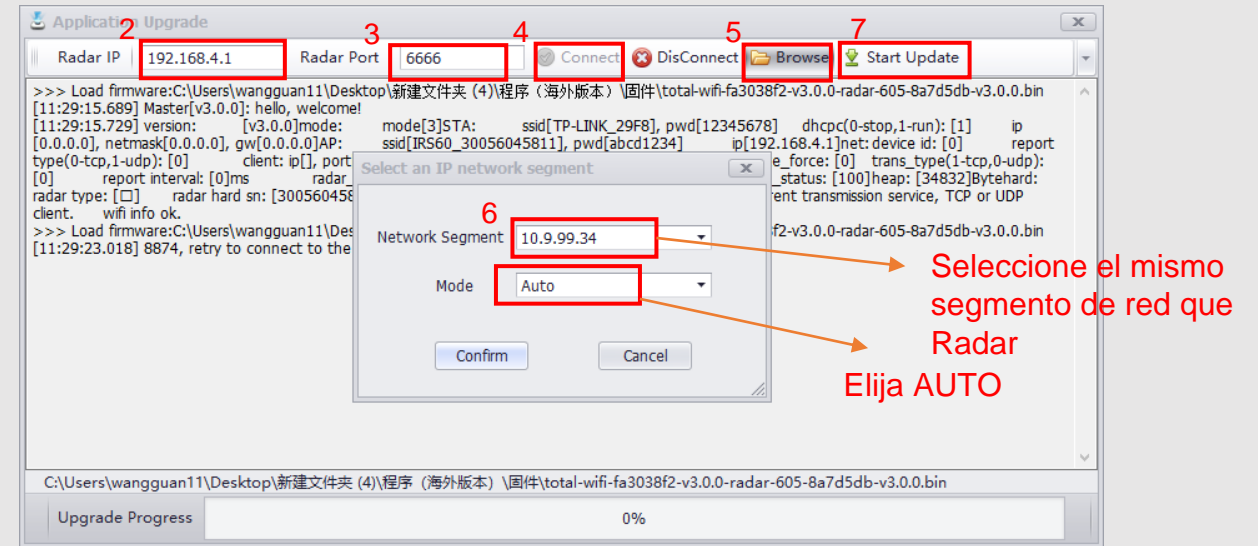 Application Upgrade
2 3 4 5 7
Radar IP 192.168.4.1 Radar Port 6666 Connect DisConnect Browse Start Update
>>> Load firmware:C:\Users\wangguan11\Desktop\新建文件夹 (4)\程序（海外版本）\固件\total-wifi-fa3038f2-v3.0.0-radar-605-8a7d5db-v3.0.0.bin
[11:29:15.689] Master[v3.0.0]: hello, welcome!
[11:29:15.729] version: [v3.0.0]mode: mode[3]STA: ssid[TP-LINK_29F8], pwd[12345678] dhcpc(0-stop,1-run): [1] ip
[0.0.0.0], netmask[0.0.0.0], gw[0.0.0.0]AP: ssid[IRS60_30056045811], pwd[abcd1234] ip[192.168.4.1]net: device id: [0] report
type(0-tcp,1-udp): [0] client: ip[], port e_force: [0] trans_type(1-tcp,0-udp):
[0] report interval: [0]ms radar_ _status: [100]heap: [34832]Bytehard:
radar type: [□] radar hard sn: [300560458 rent transmission service, TCP or UDP
client. wifi info ok.
>>> Load firmware:C:\Users\wangguan11\Des f2-v3.0.0-radar-605-8a7d5db-v3.0.0.bin
[11:29:23.018] 8874, retry to connect to the
Select an IP network segment
6
Network Segment 10.9.99.34
Mode Auto
Confirm Cancel
Seleccione el mismo
segmento de red que
Radar
Elija AUTO
C:\Users\wangguan11\Desktop\新建文件夹 (4)\程序（海外版本）\固件\total-wifi-fa3038f2-v3.0.0-radar-605-8a7d5db-v3.0.0.bin
Upgrade Progress 0%